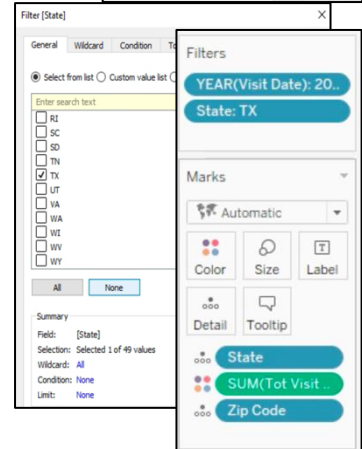 Filter [State]
X
General Wildcard Condition To
Select from list Custom value list
Enter search text
RI
SC
SD
TN
TX
UT
VA
WA
WI
WV
WY
All None
Summary
Field: [State]
Selection: Selected 1 of 49 values
Wildcard: All
Condition: None
Limit: None
Filters
YEAR(Visit Date): 20..
State: TX
Marks
Automatic
Color Size Label
T
Detail Tooltip
State
SUM(Tot Visit ..
Zip Code